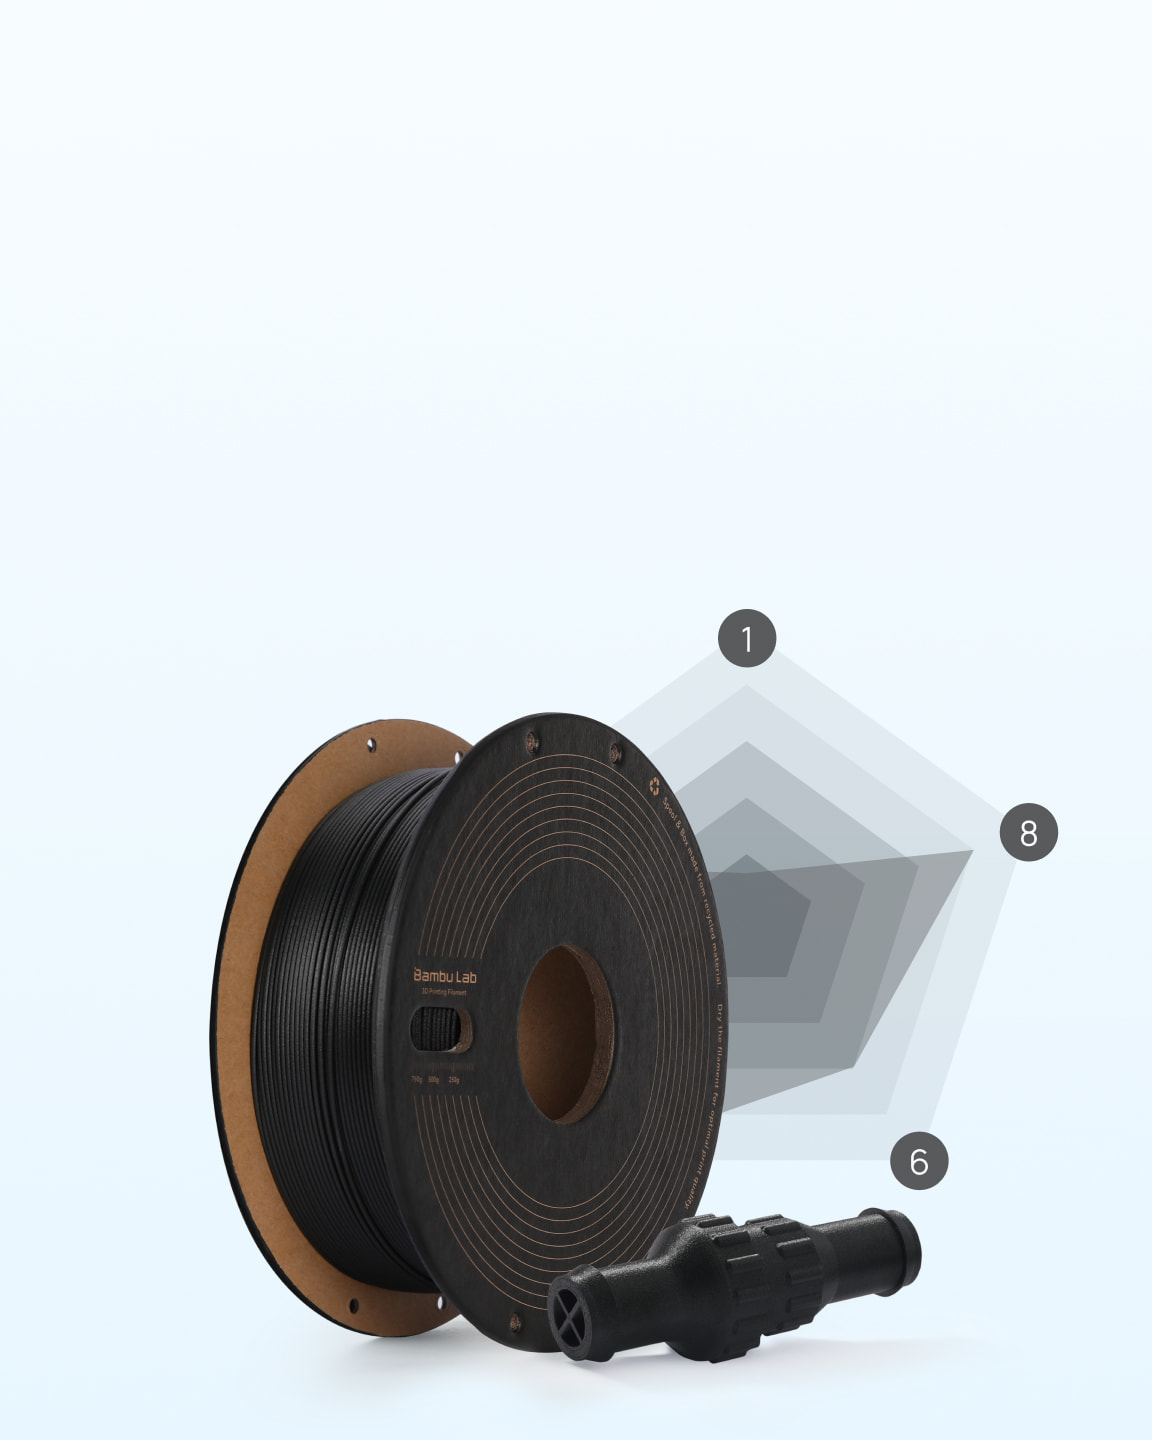 1
8
6
Spool & Box made from recycled material. Dry the filament for optimal print quality.
Bambu Lab
3D Printing Filament
750g 500g 250g